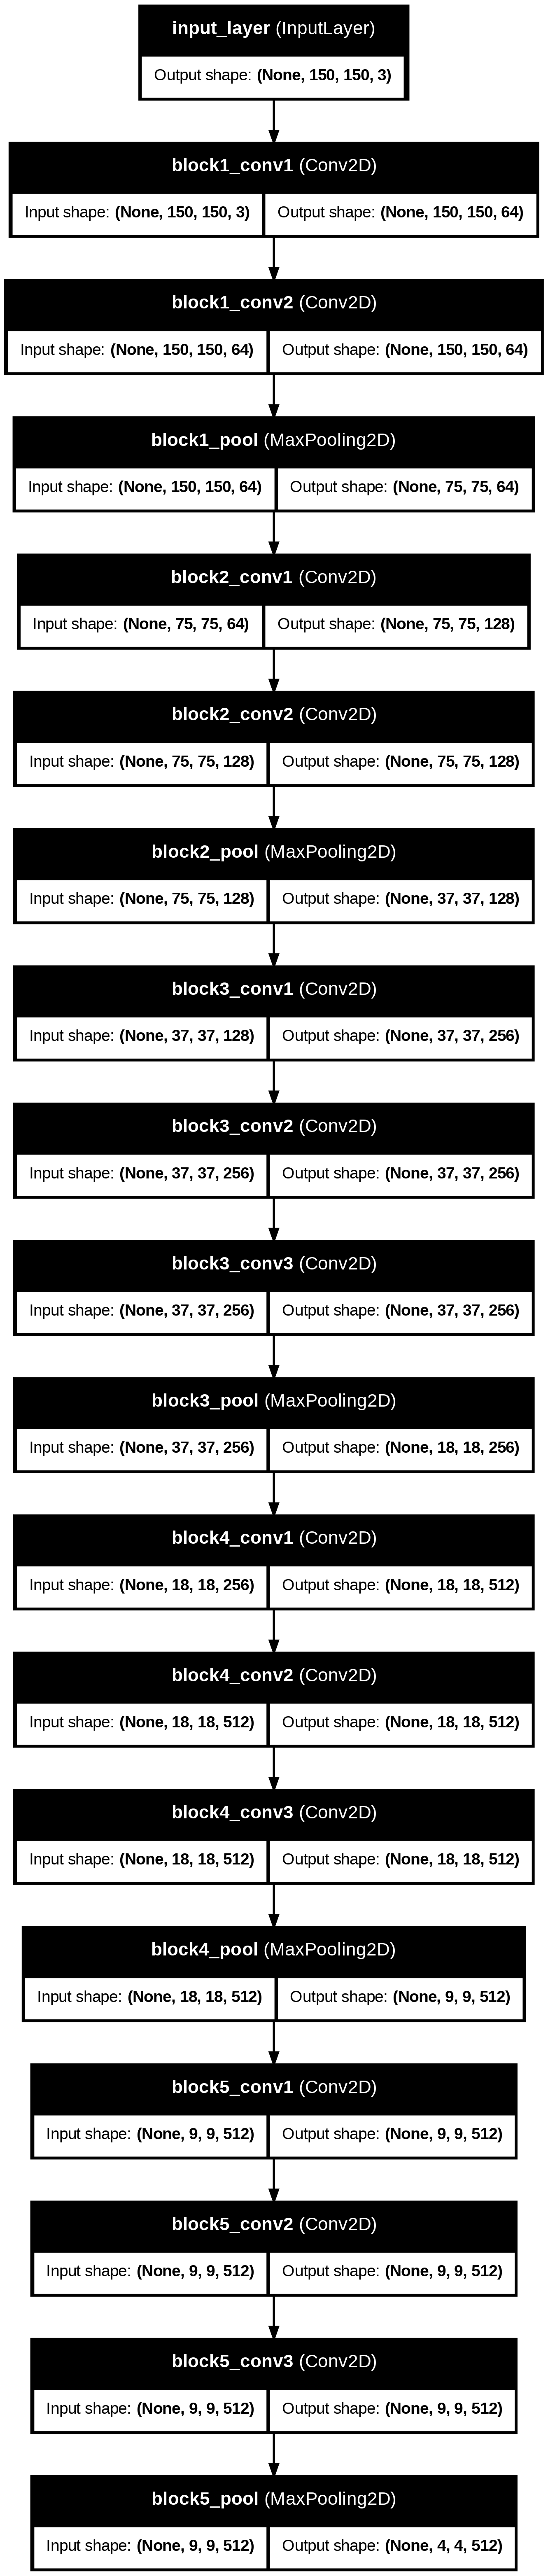 input_layer (InputLayer)
Output shape: (None, 150, 150, 3)
block1_conv1 (Conv2D)
Input shape: (None, 150, 150, 3) Output shape: (None, 150, 150, 64)
block1_conv2 (Conv2D)
Input shape: (None, 150, 150, 64) Output shape: (None, 150, 150, 64)
block1_pool (MaxPooling2D)
Input shape: (None, 150, 150, 64) Output shape: (None, 75, 75, 64)
block2_conv1 (Conv2D)
Input shape: (None, 75, 75, 64) Output shape: (None, 75, 75, 128)
block2_conv2 (Conv2D)
Input shape: (None, 75, 75, 128) Output shape: (None, 75, 75, 128)
block2_pool (MaxPooling2D)
Input shape: (None, 75, 75, 128) Output shape: (None, 37, 37, 128)
block3_conv1 (Conv2D)
Input shape: (None, 37, 37, 128) Output shape: (None, 37, 37, 256)
block3_conv2 (Conv2D)
Input shape: (None, 37, 37, 256) Output shape: (None, 37, 37, 256)
block3_conv3 (Conv2D)
Input shape: (None, 37, 37, 256) Output shape: (None, 37, 37, 256)
block3_pool (MaxPooling2D)
Input shape: (None, 37, 37, 256) Output shape: (None, 18, 18, 256)
block4_conv1 (Conv2D)
Input shape: (None, 18, 18, 256) Output shape: (None, 18, 18, 512)
block4_conv2 (Conv2D)
Input shape: (None, 18, 18, 512) Output shape: (None, 18, 18, 512)
block4_conv3 (Conv2D)
Input shape: (None, 18, 18, 512) Output shape: (None, 18, 18, 512)
block4_pool (MaxPooling2D)
Input shape: (None, 18, 18, 512) Output shape: (None, 9, 9, 512)
block5_conv1 (Conv2D)
Input shape: (None, 9, 9, 512) Output shape: (None, 9, 9, 512)
block5_conv2 (Conv2D)
Input shape: (None, 9, 9, 512) Output shape: (None, 9, 9, 512)
block5_conv3 (Conv2D)
Input shape: (None, 9, 9, 512) Output shape: (None, 9, 9, 512)
block5_pool (MaxPooling2D)
Input shape: (None, 9, 9, 512) Output shape: (None, 4, 4, 512)